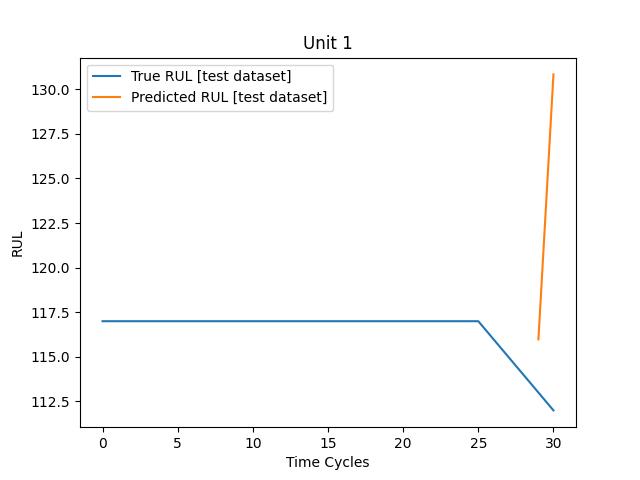 Unit 1
True RUL [test dataset]
Predicted RUL [test dataset]
130.0
127.5
125.0
122.5
120.0
117.5
115.0
112.5
RUL
0 5 10 15 20 25 30
Time Cycles